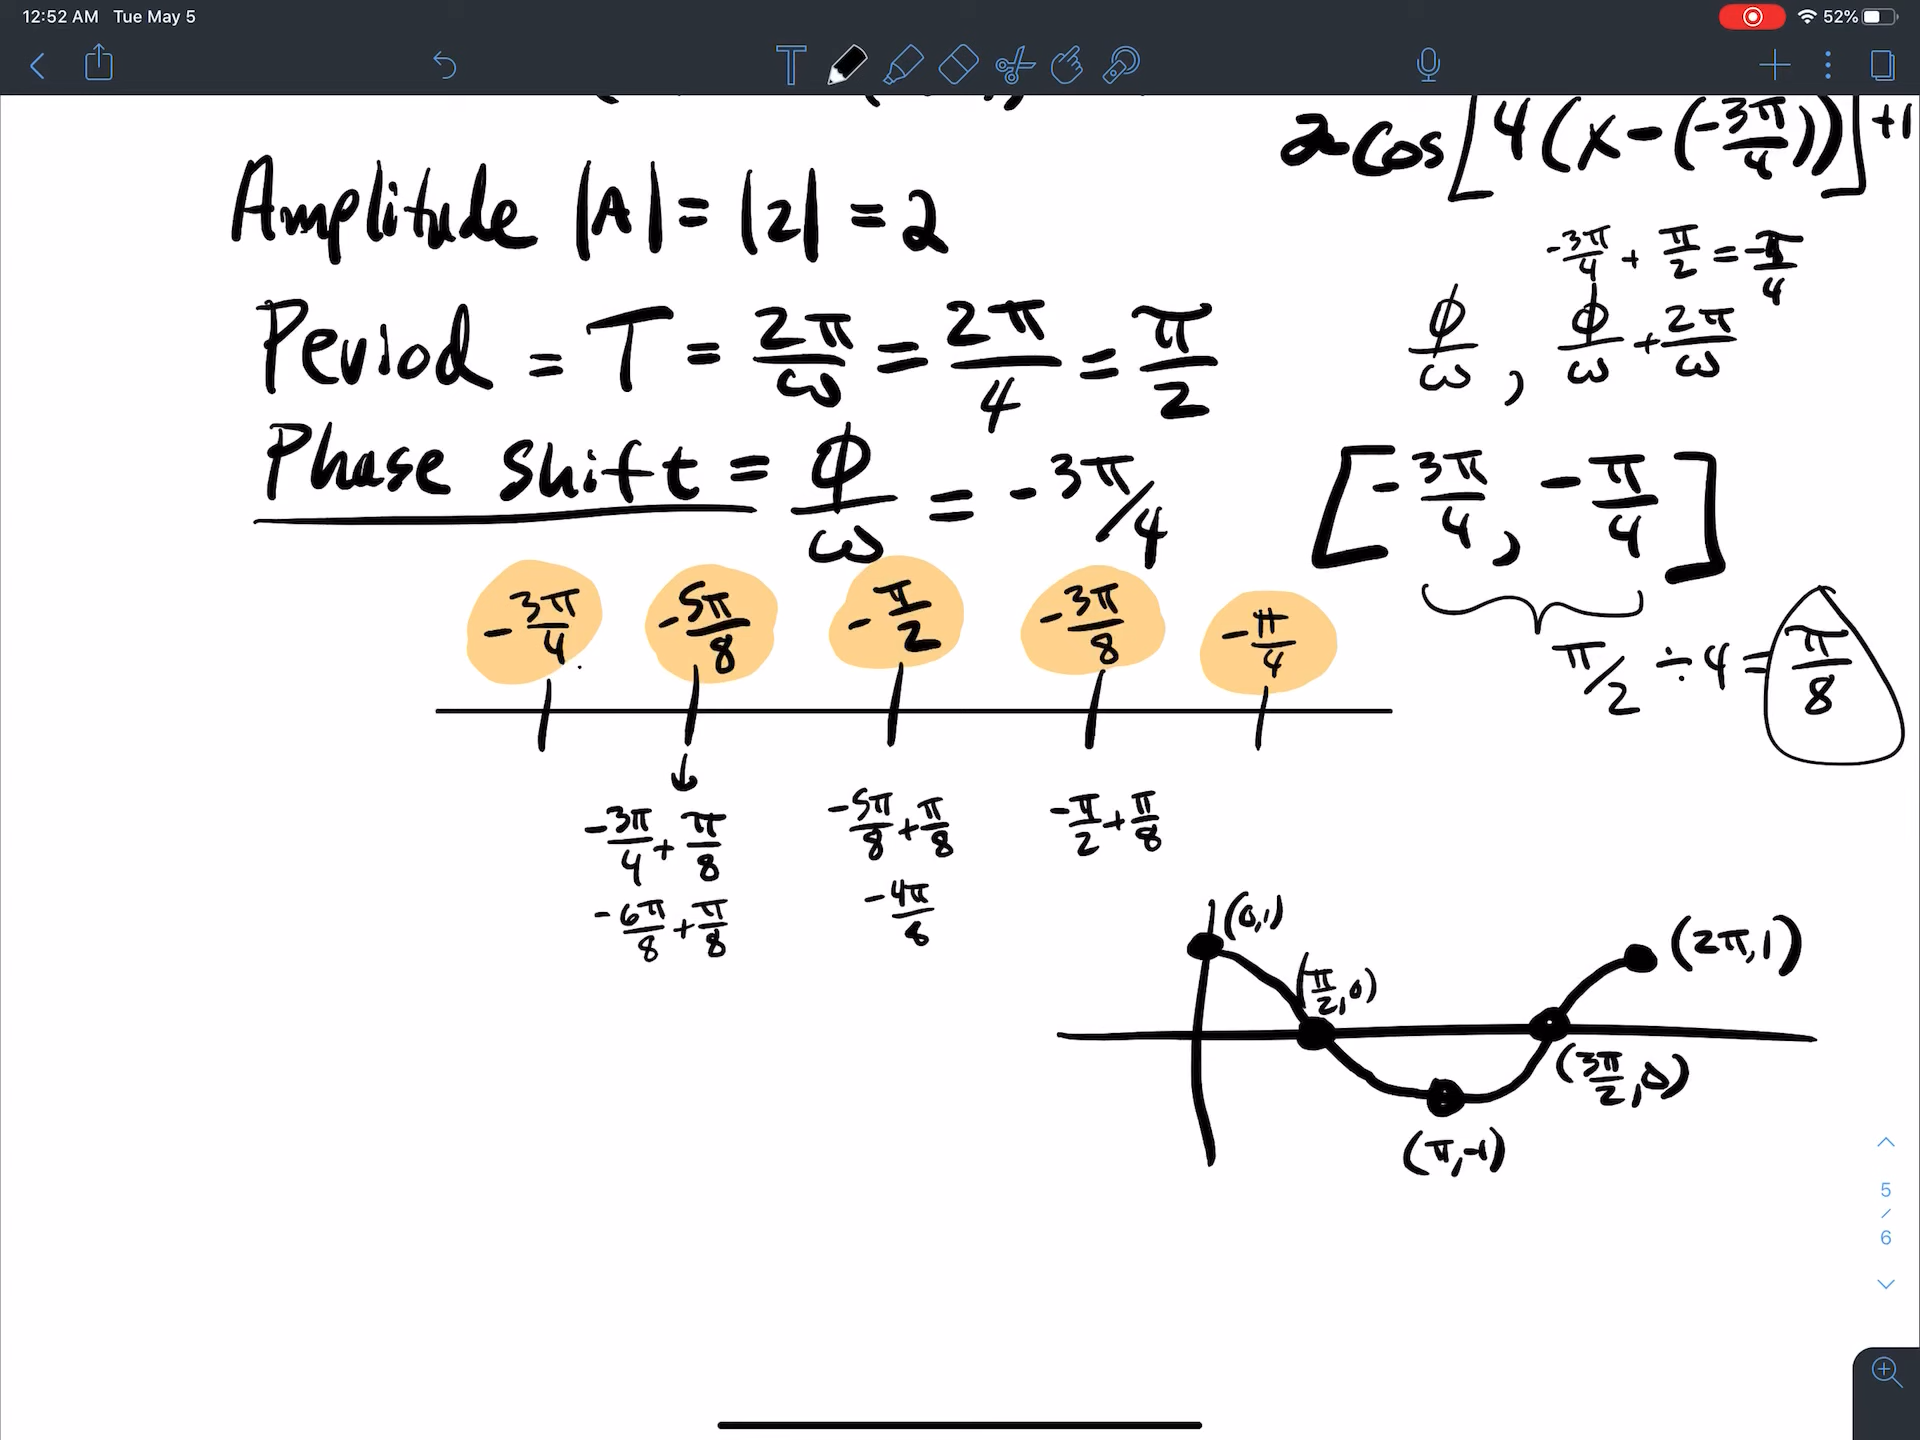 12:52 AM Tue May 5
52%
2cos[4(x-(-3π/4))]+1
Amplitude |A| = |2| = 2
-3π/4 + π/2 = -π/4
Period = T = 2π/ω = 2π/4 = π/2
ϕ/ω, ϕ/ω + 2π/ω
Phase shift = ϕ/ω = -3π/4
[-3π/4, -π/4]
-3π/4 -5π/8 -π/2 -3π/8 -π/4
π/2 ÷ 4 = π/8
-3π/4 + π/8 -5π/8 + π/8 -π/2 + π/8
-6π/8 + π/8 -4π/8
(0,1)
(2π,1)
(π/2,0)
(3π/2,0)
(π,-1)
5
/
6